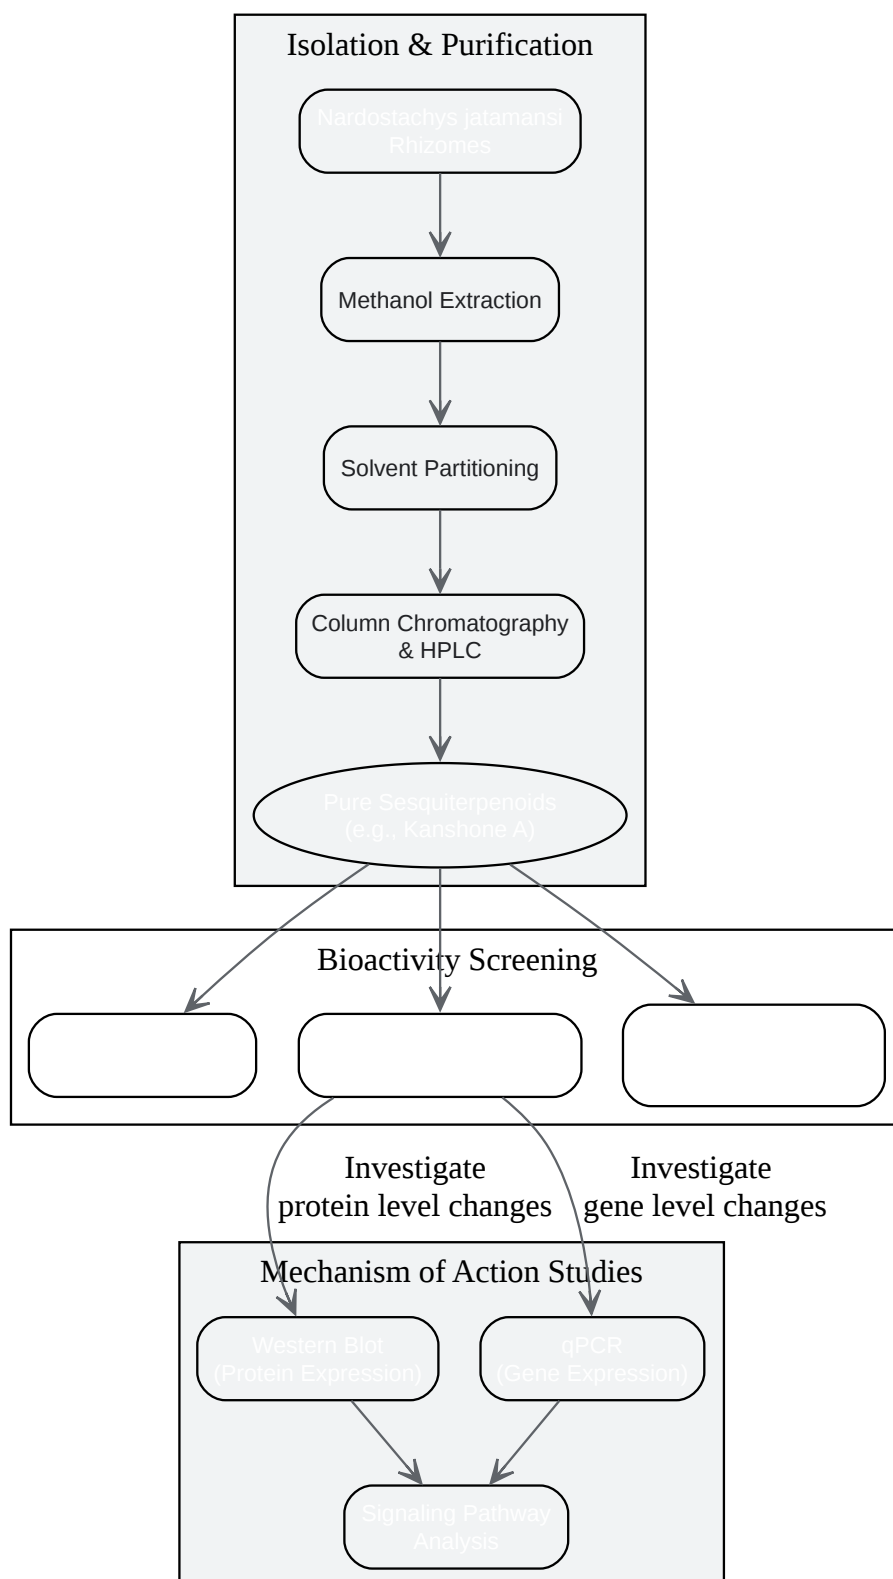 Isolation & Purification
Nardostachys jatamansi
Rhizomes
Methanol Extraction
Solvent Partitioning
Column Chromatography
& HPLC
Pure Sesquiterpenoids
(e.g., Kanshone A)
Bioactivity Screening
Investigate
protein level changes
Investigate
gene level changes
Mechanism of Action Studies
Western Blot
(Protein Expression)
qPCR
(Gene Expression)
Signaling Pathway
Analysis